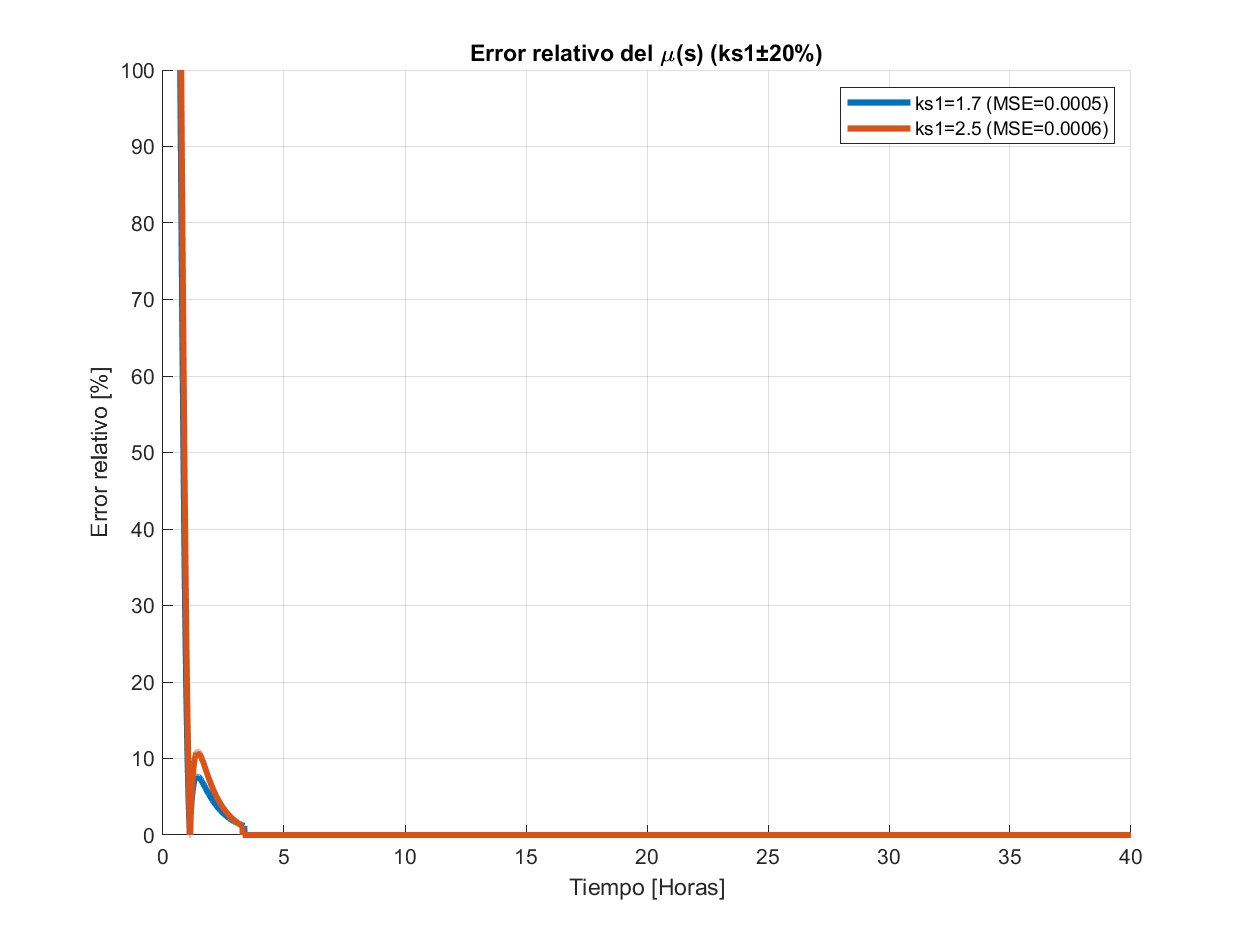 Error relativo del μ(s) (ks1±20%)
ks1=1.7 (MSE=0.0005)
ks1=2.5 (MSE=0.0006)
Error relativo [%]
100
90
80
70
60
50
40
30
20
10
0
0 5 10 15 20 25 30 35 40
Tiempo [Horas]